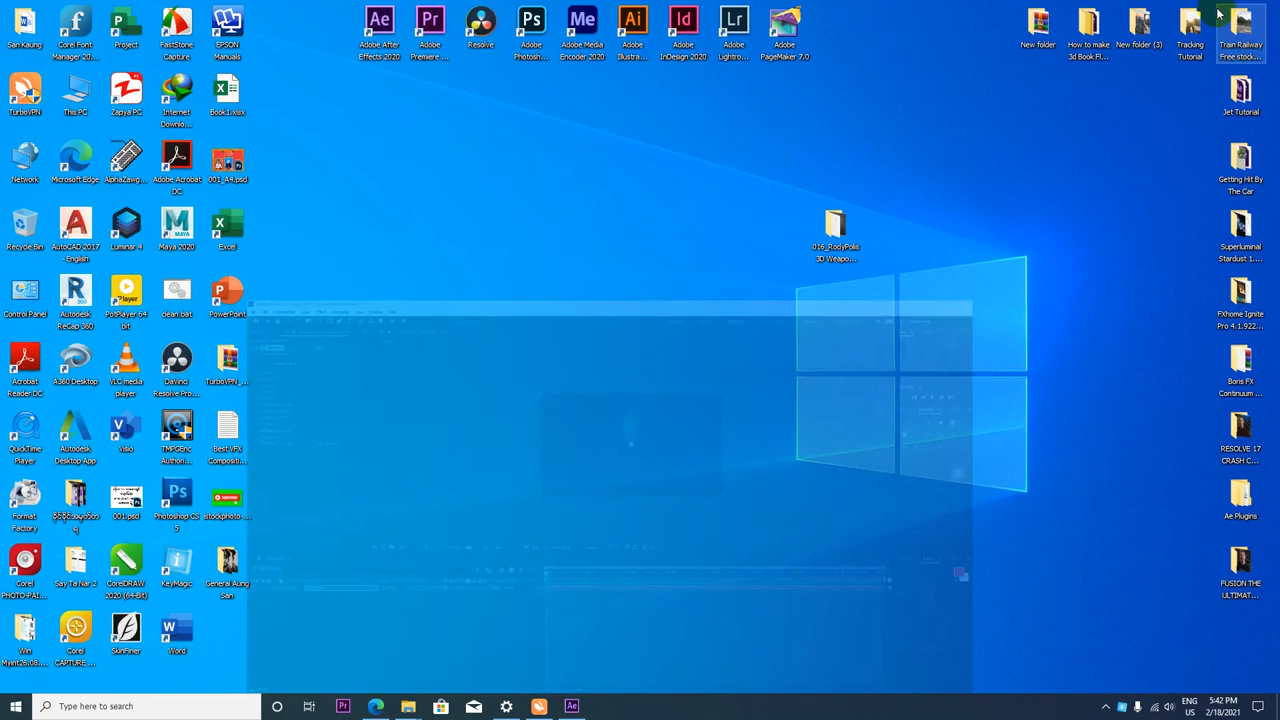 San Kaung
Corel Font
Manager 20...
Project
FastStone
Capture
EPSON
Manuals
Adobe After
Effects 2020
Adobe
Premiere ...
Resolve
Adobe
Photosh...
Adobe Media
Encoder 2020
Adobe
Illustra...
Adobe
InDesign 2020
Adobe
Lightro...
Adobe
PageMaker 7.0
New folder
How to make
3d Book Fl...
New folder (3)
Tracking
Tutorial
Train Railway
Free stock...
TurboVPN
This PC
Zapya PC
Internet
Downlo...
Book1.xlsx
Jet Tutorial
Network
Microsoft Edge
AlphaZawg...
Adobe Acrobat
DC
001_A4.psd
Getting Hit By
The Car
Recycle Bin
AutoCAD 2017
- English
Luminar 4
Maya 2020
Excel
016_RodyPolis
3D Weapo...
Superluminal
Stardust 1....
Control Panel
Autodesk
ReCap 360
PotPlayer 64
bit
clean.bat
PowerPoint
FXhome Ignite
Pro 4.1.922...
Acrobat
Reader DC
A360 Desktop
VLC media
player
DaVinci
Resolve Pro...
TurboVPN_...
Boris FX
Continuum ...
QuickTime
Player
Autodesk
Desktop App
Visio
TMPGEnc
Authori...
Best VFX
Compositi...
RESOLVE 17
CRASH C...
Format
Factory
001.psd
Photoshop CS
5
istockphoto-...
Ae Plugins
Corel
PHOTO-PAI...
Say Ta Nar 2
CorelDRAW
2020 (64-Bit)
KeyMagic
General Aung
San
FUSION THE
ULTIMAT...
Win
Myint26.08....
Corel
CAPTURE ...
SkinFiner
Word
Type here to search
ENG
US
5:42 PM
2/18/2021